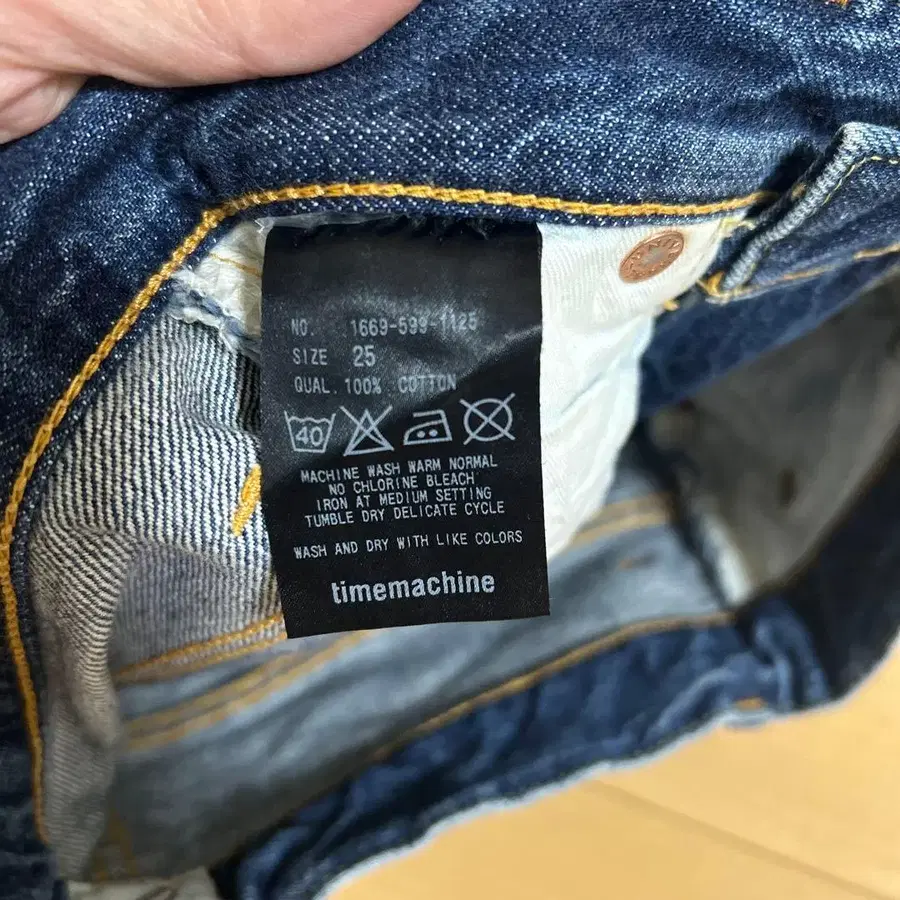 NO. 1669-599-1125
SIZE 25
QUAL. 100% COTTON
40
MACHINE WASH WARM NORMAL
NO CHLORINE BLEACH
IRON AT MEDIUM SETTING
TUMBLE DRY DELICATE CYCLE
WASH AND DRY WITH LIKE COLORS
timemachine